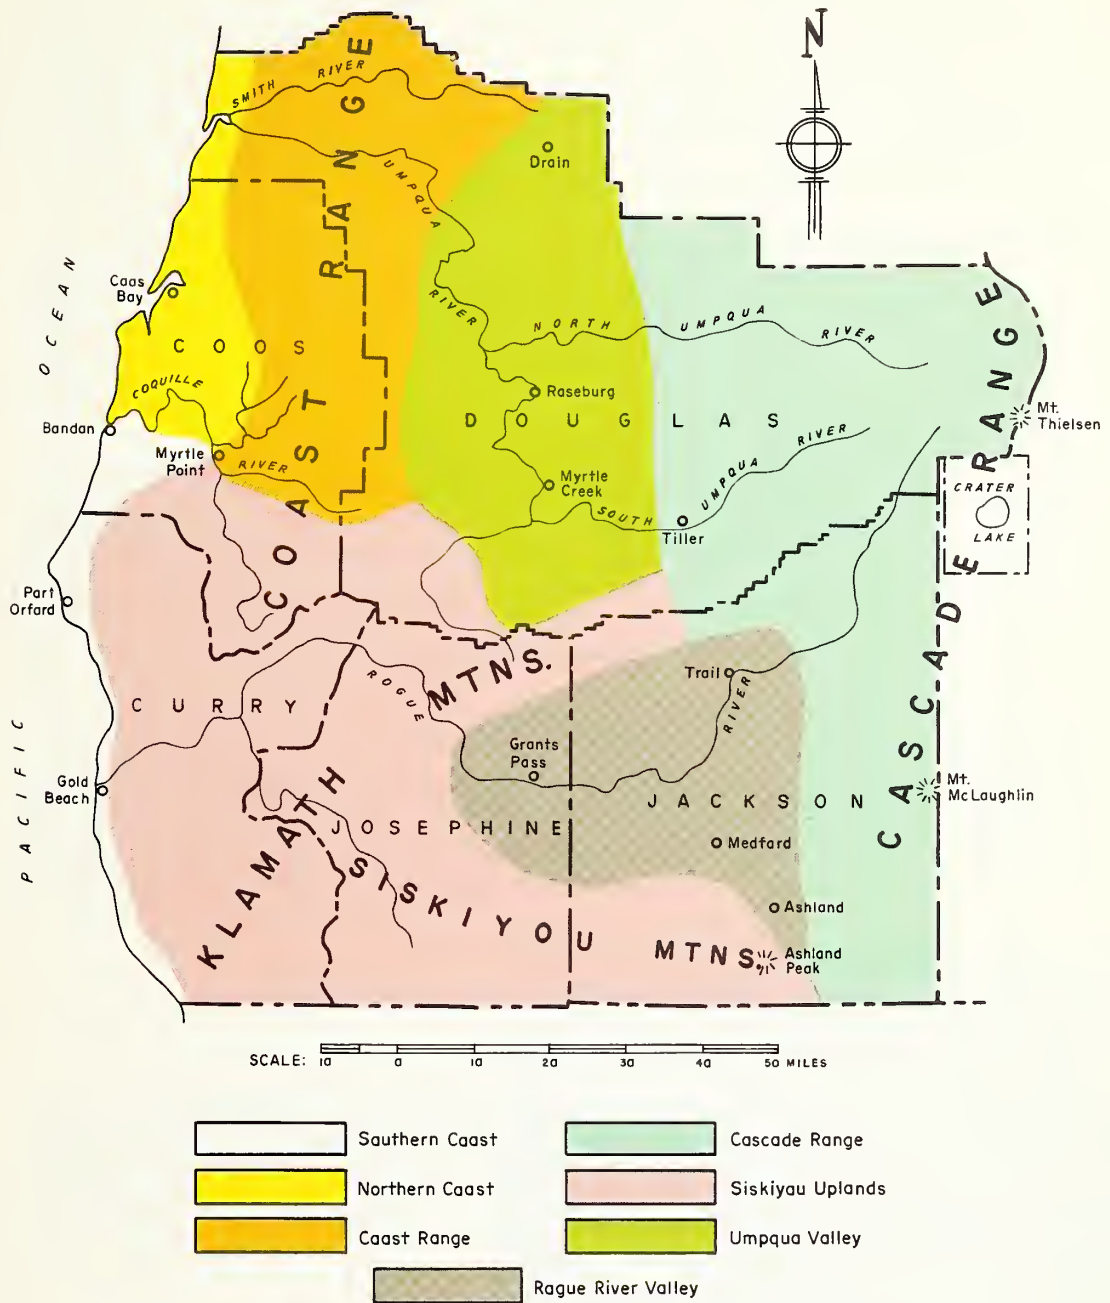 N
SMITH RIVER
UMPQUA RIVER
Drain
COAST RANGE
PACIFIC OCEAN
Caas
Bay
COOS
COQUILLE RIVER
NORTH UMPQUA RIVER
Raseburg
DOUGLAS
Bandan
Myrtle
Point
Myrtle
Creek
SOUTH UMPQUA RIVER
Tiller
CASCADE RANGE
Mt.
Thielsen
CRATER
LAKE
Part
Orfard
CURRY
ROGUE RIVER
Trail
Gold
Beach
Grants
Pass
JACKSON
Mt.
McLaughlin
JOSEPHINE
Medford
KLAMATH MTNS.
Ashland
SISKIYOU MTNS.
Ashland
Peak
SCALE: 10 0 10 20 30 40 50 MILES
Sauthern Caast
Cascade Range
Northern Caast
Siskiyau Uplands
Caast Range
Umpqua Valley
Rague River Valley